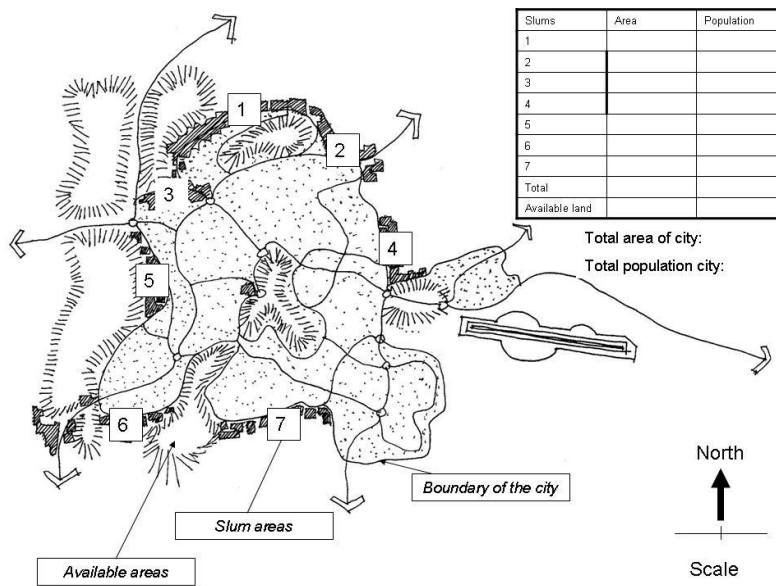 Slums Area Population
1
2
3
4
5
6
7
Total
Available land
Total area of city:
Total population city:
1
2
3
4
5
6
7
Boundary of the city
Slum areas
Available areas
North
Scale